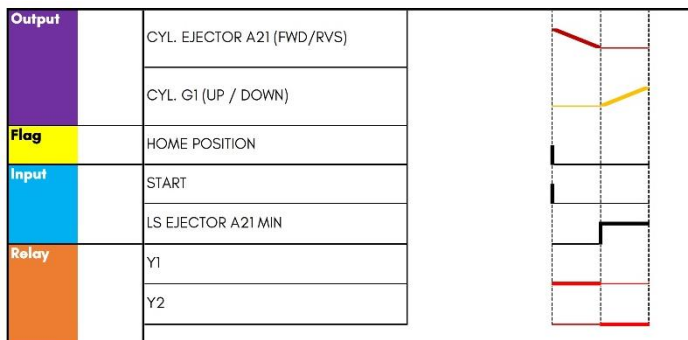 Output
CYL. EJECTOR A21 (FWD/RVS)
CYL. G1 (UP / DOWN)
Flag
HOME POSITION
Input
START
LS EJECTOR A21 MIN
Relay
Y1
Y2